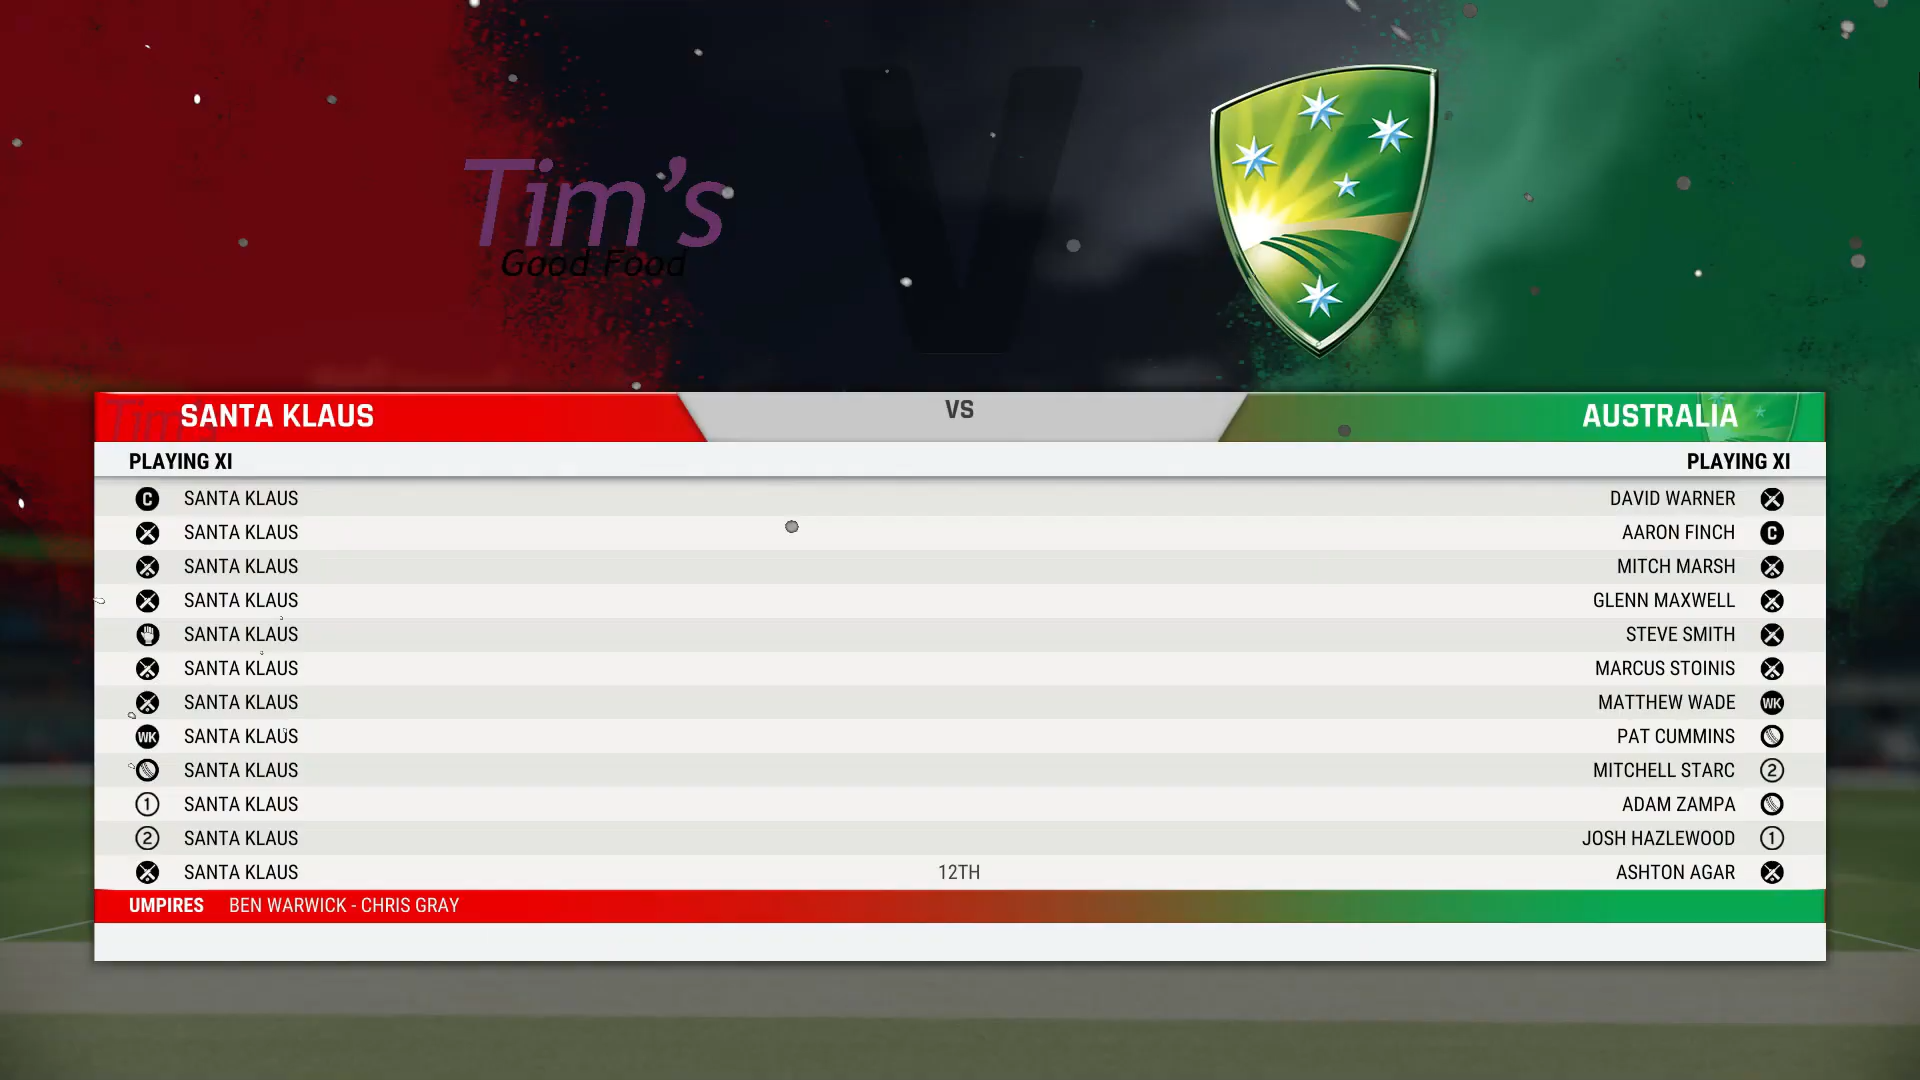 V
Tim's
Good Food
Tim's
SANTA KLAUS
VS
AUSTRALIA
PLAYING XI
PLAYING XI
C SANTA KLAUS DAVID WARNER
SANTA KLAUS AARON FINCH C
SANTA KLAUS MITCH MARSH
SANTA KLAUS GLENN MAXWELL
SANTA KLAUS STEVE SMITH
SANTA KLAUS MARCUS STOINIS
SANTA KLAUS MATTHEW WADE WK
WK SANTA KLAUS PAT CUMMINS
SANTA KLAUS MITCHELL STARC 2
1 SANTA KLAUS ADAM ZAMPA
2 SANTA KLAUS JOSH HAZLEWOOD 1
SANTA KLAUS 12TH ASHTON AGAR
UMPIRES BEN WARWICK - CHRIS GRAY